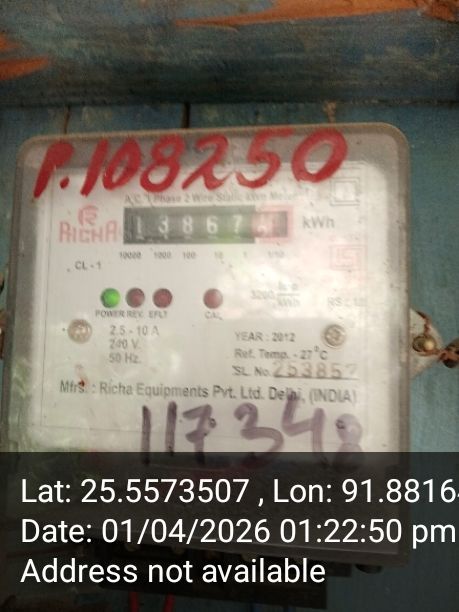 P.108250
A.C. 1 Phase 2 Wire Static kWh Meter
RICHA
13867
kWh
10000 1000 100 10 1 1/10
CL - 1
3200
kWh
POWER REV. EFLT CAL
2.5 - 10 A
240 V.
50 Hz.
YEAR : 2012
Ref. Temp. - 27°C
SL. No. 253857
Mfrs. : Richa Equipments Pvt. Ltd. Delhi, (INDIA)
117348
Lat: 25.5573507 , Lon: 91.8816
Date: 01/04/2026 01:22:50 pm
Address not available